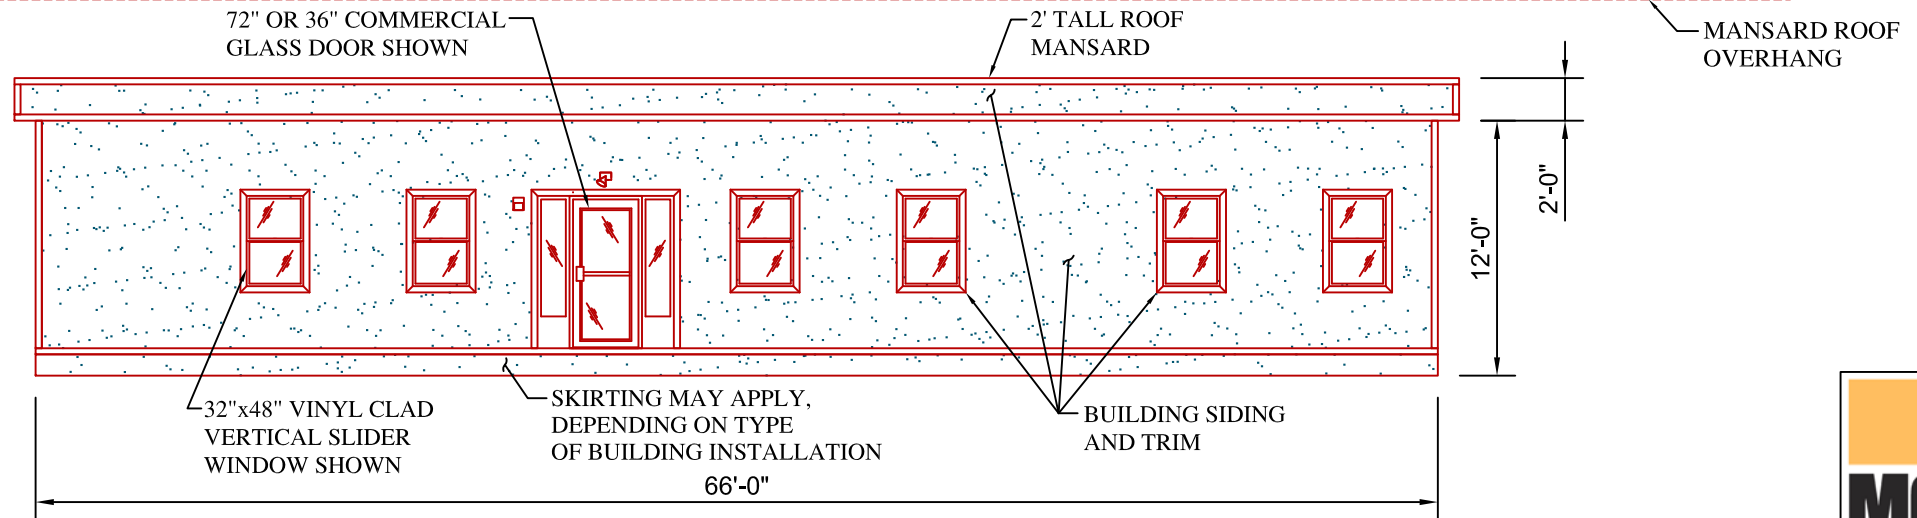 72" OR 36" COMMERCIAL
GLASS DOOR SHOWN
2' TALL ROOF
MANSARD
MANSARD ROOF
OVERHANG
2'-0"
12'-0"
32"x48" VINYL CLAD
VERTICAL SLIDER
WINDOW SHOWN
SKIRTING MAY APPLY,
DEPENDING ON TYPE
OF BUILDING INSTALLATION
BUILDING SIDING
AND TRIM
66'-0"